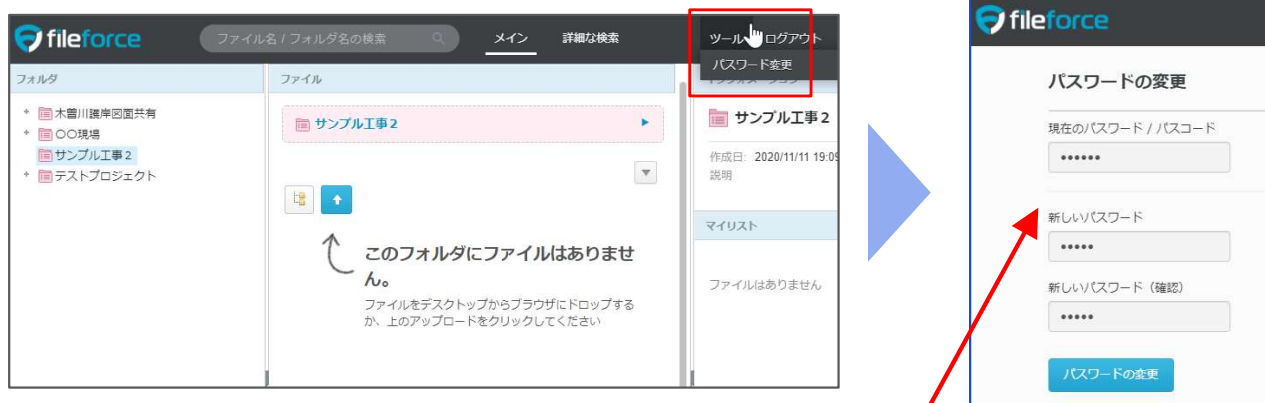 fileforce
ファイル名 / フォルダ名の検索
メイン
詳細な検索
ツール
ログアウト
パスワード変更
フォルダ
ファイル
木曽川護岸図面共有
〇〇現場
サンプル工事2
テストプロジェクト
サンプル工事2
このフォルダにファイルはありませ
ん。
ファイルをデスクトップからブラウザにドロップする
か、上のアップロードをクリックしてください
サンプル工事2
作成日: 2020/11/11 19:09
説明
マイリスト
ファイルはありません
fileforce
パスワードの変更
現在のパスワード / パスコード
••••••
新しいパスワード
•••••
新しいパスワード（確認）
•••••
パスワードの変更